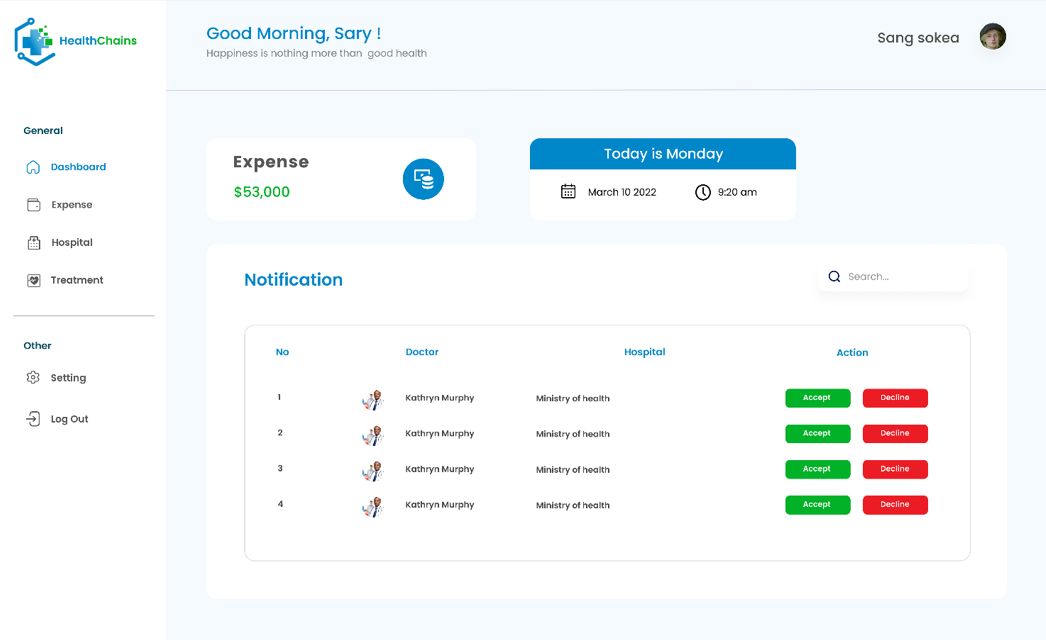 HealthChains
Good Morning, Sary !
Happiness is nothing more than good health
Sang sokea
General
Dashboard
Expense
Hospital
Treatment
Other
Setting
Log Out
Expense
$53,000
Today is Monday
March 10 2022
9:20 am
Notification
Search...
No Doctor Hospital Action
1 Kathryn Murphy Ministry of health Accept Decline
2 Kathryn Murphy Ministry of health Accept Decline
3 Kathryn Murphy Ministry of health Accept Decline
4 Kathryn Murphy Ministry of health Accept Decline